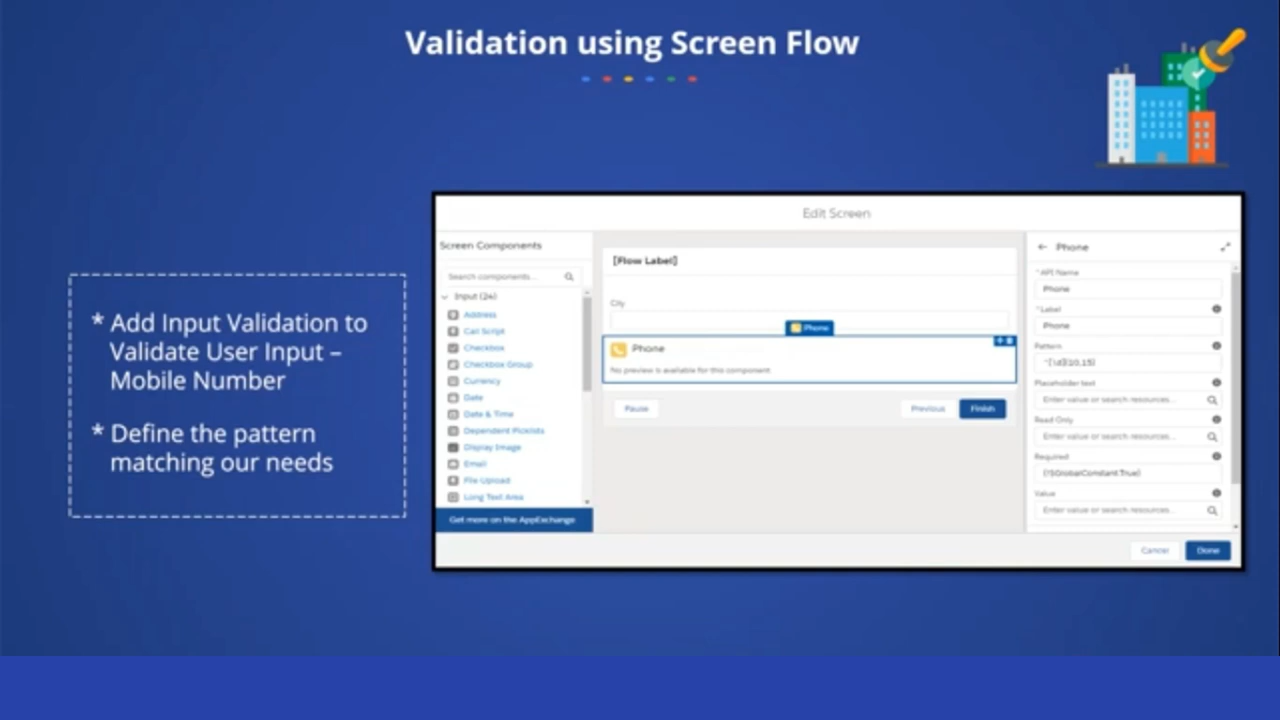 Validation using Screen Flow
* Add Input Validation to
Validate User Input –
Mobile Number
* Define the pattern
matching our needs
Edit Screen
Screen Components
Search components...
Input (24)
Address
Call Script
Checkbox
Checkbox Group
Currency
Date
Date & Time
Dependent Picklists
Display Image
Email
File Upload
Long Text Area
Get more on the AppExchange
[Flow Label]
City
Phone
Phone
No preview is available for this component.
Pause
Previous
Finish
Phone
* API Name
Phone
* Label
Phone
Pattern
Placeholder text
Enter value or search resources...
Read Only
Enter value or search resources...
Required
{!$GlobalConstant.True}
Value
Enter value or search resources...
Cancel
Done